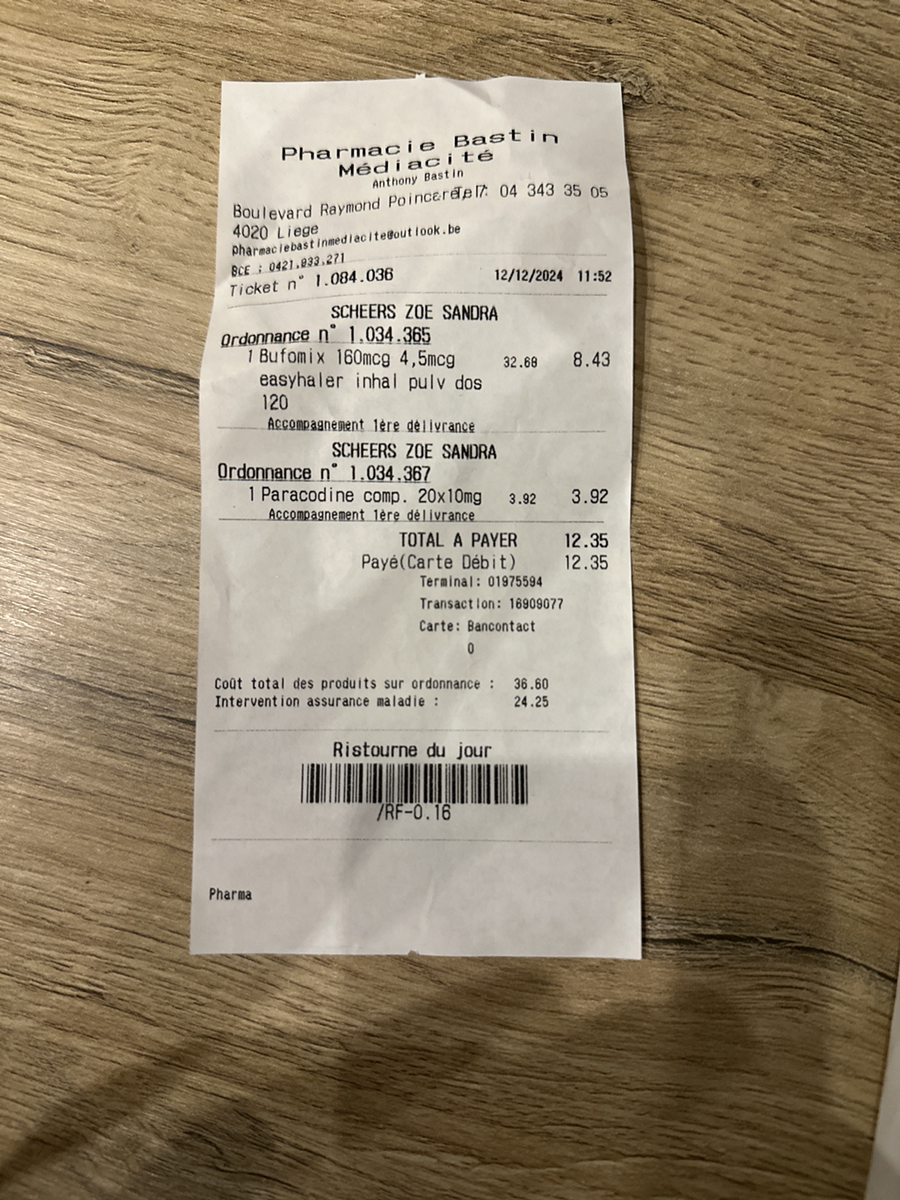 Pharmacie Bastin
Médiacité
Anthony Bastin
Boulevard Raymond Poincaré 7 Tel : 04 343 35 05
4020 Liege
pharmaciebastinmediacite@outlook.be
BCE : 0421.933.271
Ticket n° 1.084.036 12/12/2024 11:52
SCHEERS ZOE SANDRA
Ordonnance n° 1.034.365
1 Bufomix 160mcg 4,5mcg 32.68 8.43
easyhaler inhal pulv dos
120
Accompagnement 1ère délivrance
SCHEERS ZOE SANDRA
Ordonnance n° 1.034.367
1 Paracodine comp. 20x10mg 3.92 3.92
Accompagnement 1ère délivrance
TOTAL A PAYER 12.35
Payé(Carte Débit) 12.35
Terminal: 01975594
Transaction: 16909077
Carte: Bancontact
0
Coût total des produits sur ordonnance : 36.60
Intervention assurance maladie : 24.25
Ristourne du jour
/RF-0.16
Pharma